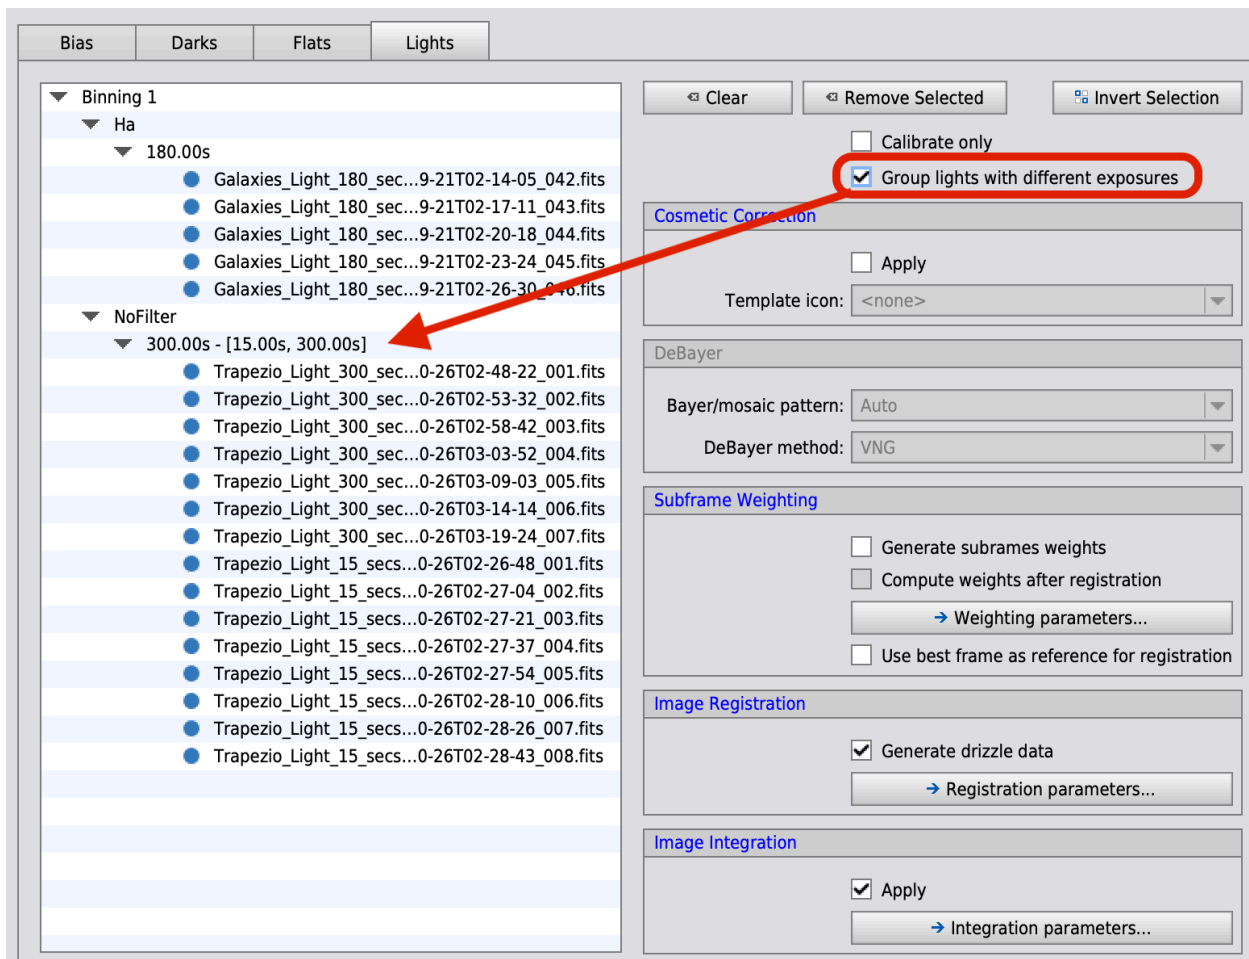 Bias
Darks
Flats
Lights
Binning 1
Ha
180.00s
Galaxies_Light_180_sec...9-21T02-14-05_042.fits
Galaxies_Light_180_sec...9-21T02-17-11_043.fits
Galaxies_Light_180_sec...9-21T02-20-18_044.fits
Galaxies_Light_180_sec...9-21T02-23-24_045.fits
Galaxies_Light_180_sec...9-21T02-26-30_046.fits
NoFilter
300.00s - [15.00s, 300.00s]
Trapezio_Light_300_sec...0-26T02-48-22_001.fits
Trapezio_Light_300_sec...0-26T02-53-32_002.fits
Trapezio_Light_300_sec...0-26T02-58-42_003.fits
Trapezio_Light_300_sec...0-26T03-03-52_004.fits
Trapezio_Light_300_sec...0-26T03-09-03_005.fits
Trapezio_Light_300_sec...0-26T03-14-14_006.fits
Trapezio_Light_300_sec...0-26T03-19-24_007.fits
Trapezio_Light_15_secs...0-26T02-26-48_001.fits
Trapezio_Light_15_secs...0-26T02-27-04_002.fits
Trapezio_Light_15_secs...0-26T02-27-21_003.fits
Trapezio_Light_15_secs...0-26T02-27-37_004.fits
Trapezio_Light_15_secs...0-26T02-27-54_005.fits
Trapezio_Light_15_secs...0-26T02-28-10_006.fits
Trapezio_Light_15_secs...0-26T02-28-26_007.fits
Trapezio_Light_15_secs...0-26T02-28-43_008.fits
Clear
Remove Selected
Invert Selection
Calibrate only
Group lights with different exposures
Cosmetic Correction
Apply
Template icon: <none>
DeBayer
Bayer/mosaic pattern: Auto
DeBayer method: VNG
Subframe Weighting
Generate subrames weights
Compute weights after registration
Weighting parameters...
Use best frame as reference for registration
Image Registration
Generate drizzle data
Registration parameters...
Image Integration
Apply
Integration parameters...